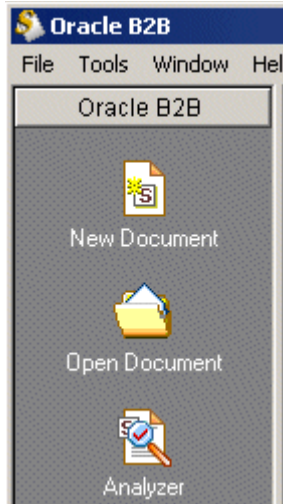 Oracle B2B
File Tools Window Hel
Oracle B2B
New Document
Open Document
Analyzer